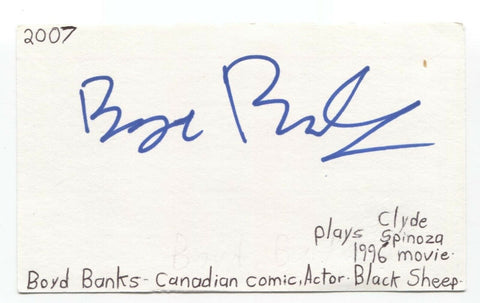 2007
Boyd Banks
plays Clyde
Spinoza
1996 movie.
Boyd Banks - Canadian comic, Actor - Black Sheep.